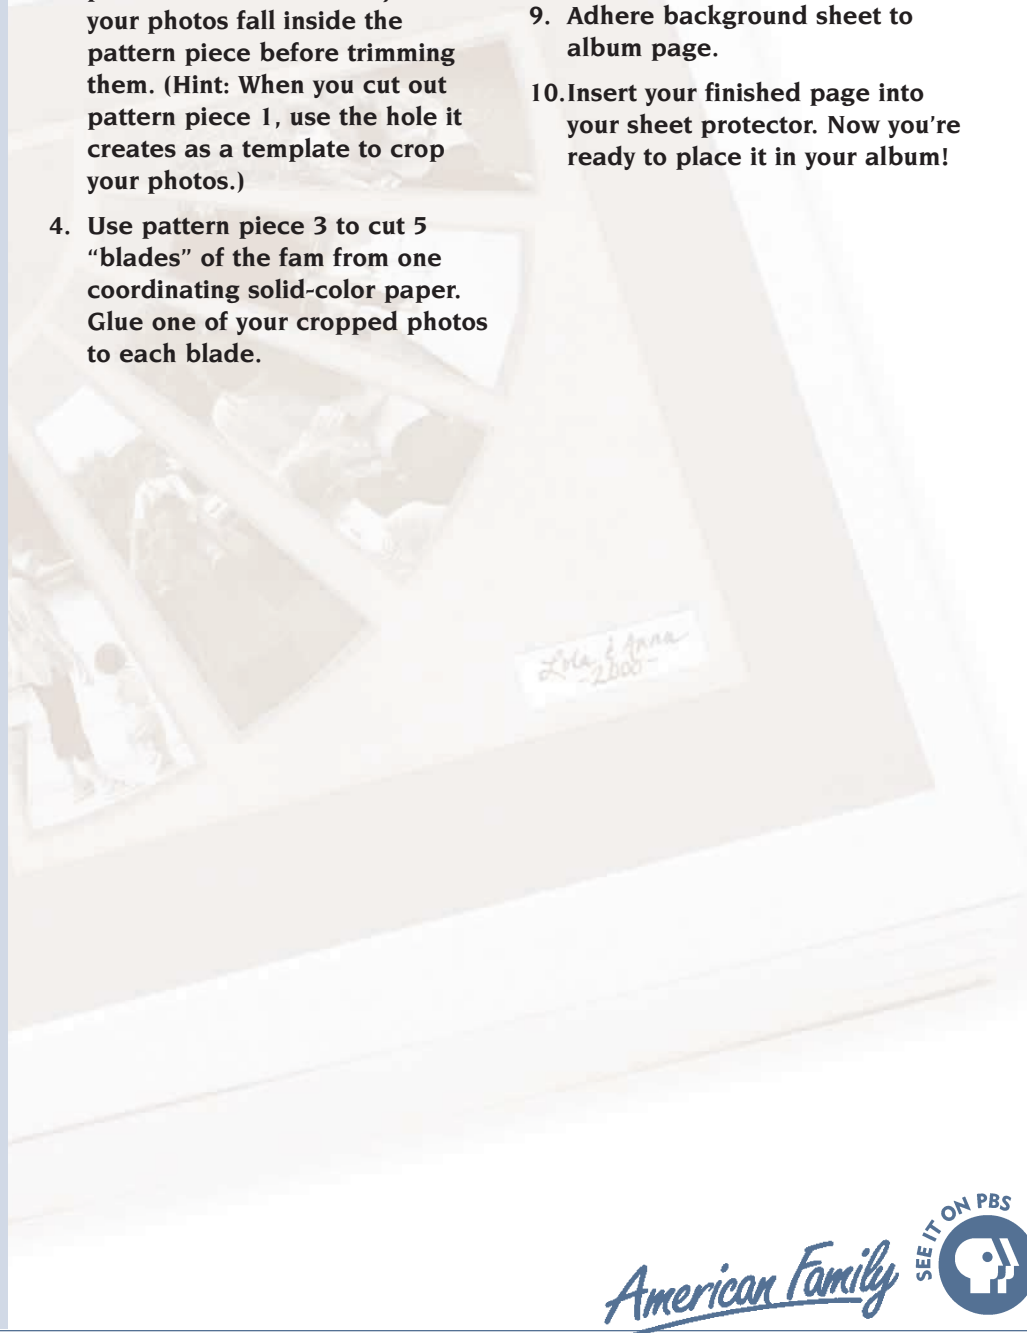 your photos fall inside the
pattern piece before trimming
them. (Hint: When you cut out
pattern piece 1, use the hole it
creates as a template to crop
your photos.)
4. Use pattern piece 3 to cut 5
“blades” of the fam from one
coordinating solid-color paper.
Glue one of your cropped photos
to each blade.
9. Adhere background sheet to
album page.
10.Insert your finished page into
your sheet protector. Now you're
ready to place it in your album!
Lola & Anna
-2000-
American Family
SEE IT ON PBS